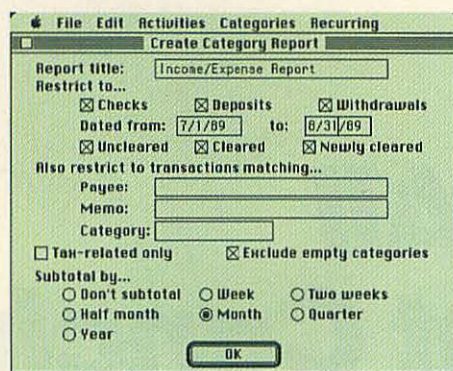 File Edit Activities Categories Recurring
Create Category Report
Report title: Income/Expense Report
Restrict to...
Checks Deposits Withdrawals
Dated from: 7/1/89 to: 8/31/89
Uncleared Cleared Newly cleared
Also restrict to transactions matching...
Payee:
Memo:
Category:
Tax-related only Exclude empty categories
Subtotal by...
Don't subtotal Week Two weeks
Half month Month Quarter
Year
OK